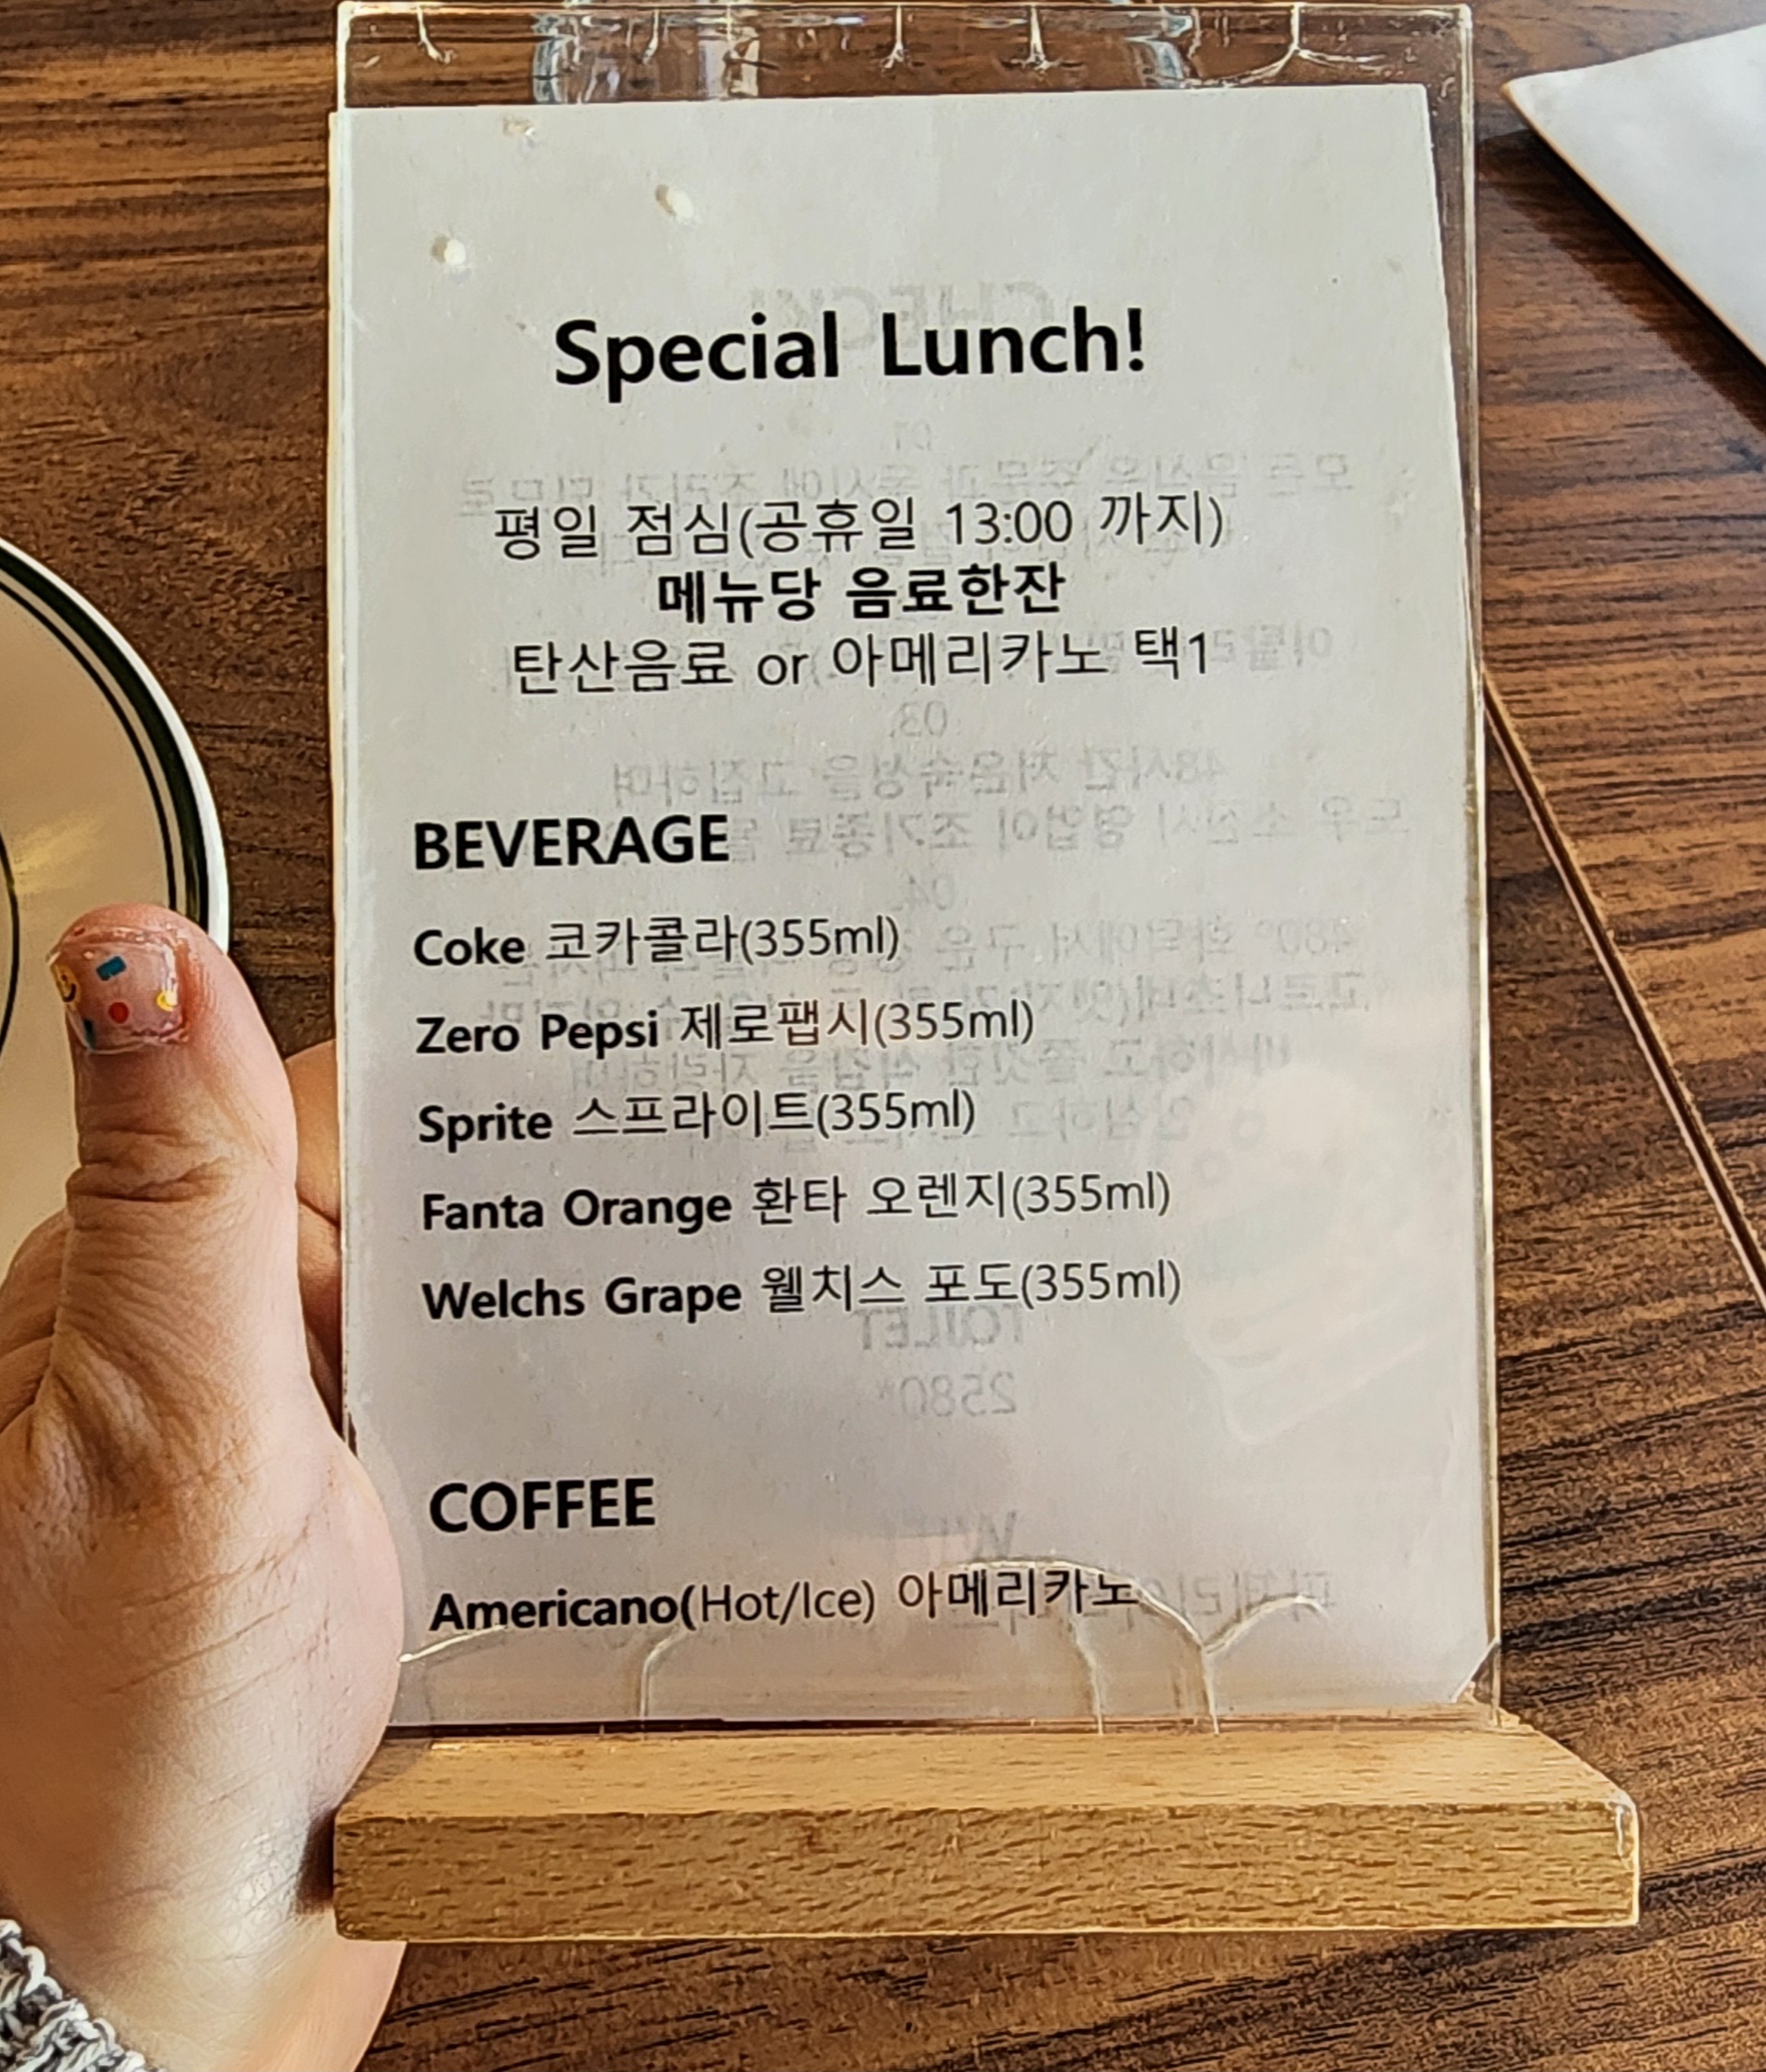 Special Lunch!
평일 점심(공휴일 13:00 까지)
메뉴당 음료한잔
탄산음료 or 아메리카노 택1
BEVERAGE
Coke 코카콜라(355ml)
Zero Pepsi 제로팹시(355ml)
Sprite 스프라이트(355ml)
Fanta Orange 환타 오렌지(355ml)
Welchs Grape 웰치스 포도(355ml)
COFFEE
Americano(Hot/Ice) 아메리카노